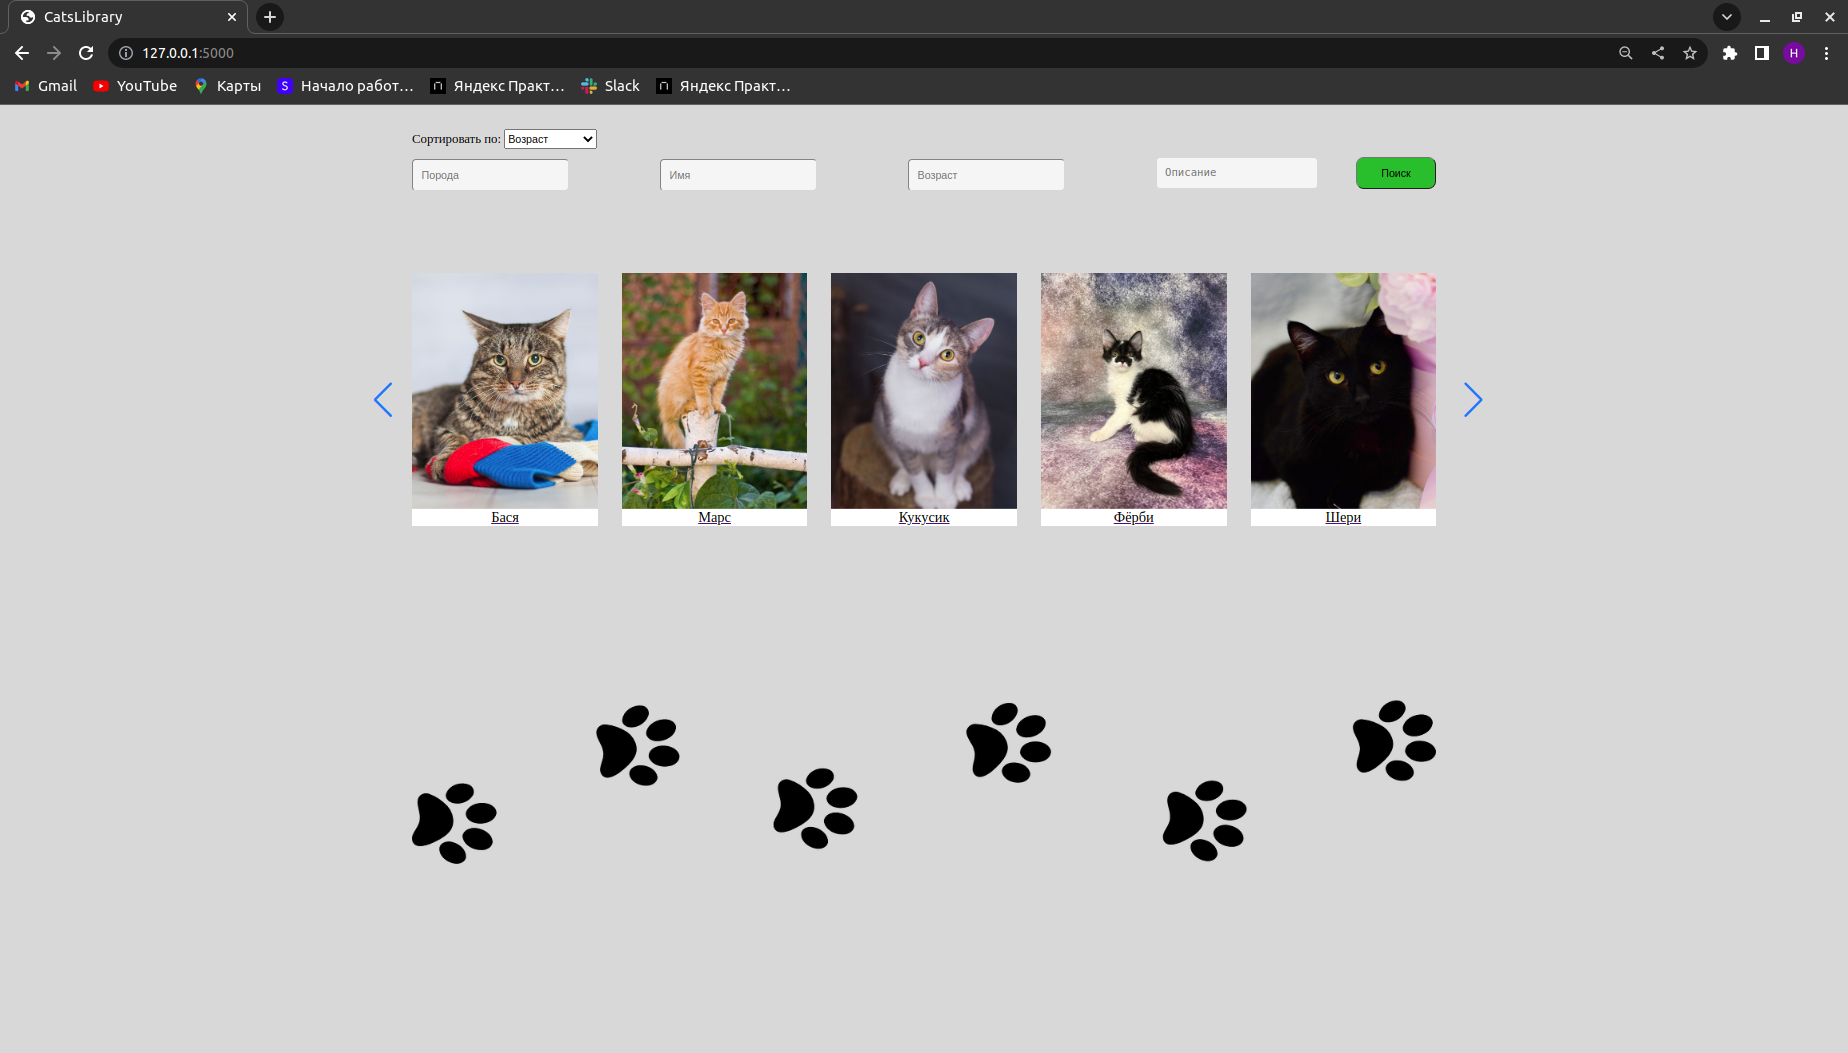 CatsLibrary
127.0.0.1:5000
H
Gmail
YouTube
Карты
S
Начало работ…
Яндекс Практ…
Slack
Яндекс Практ…
Сортировать по: Возраст
Порода
Имя
Возраст
Описание
Поиск
Бася
Марс
Кукусик
Фёрби
Шери